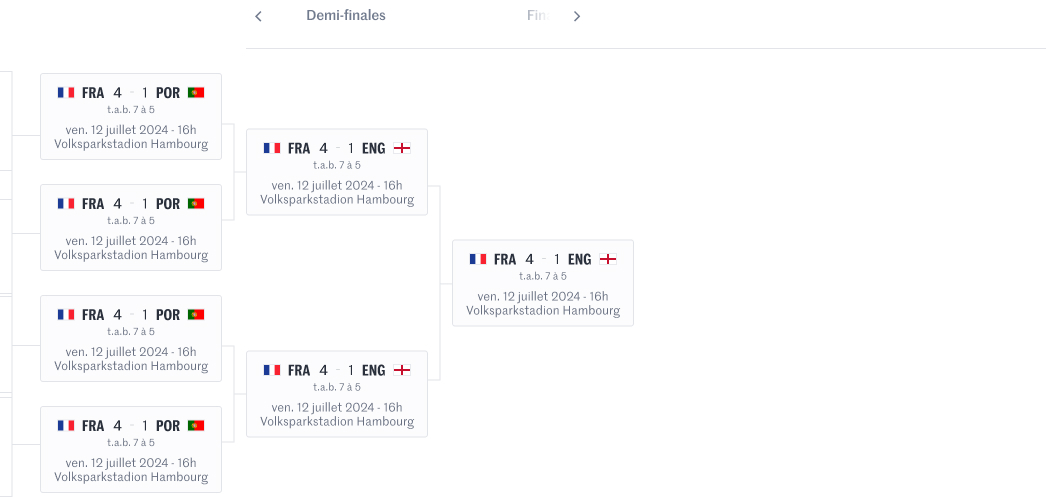 Demi-finales
FRA 4 - 1 POR
t.a.b. 7 à 5
ven. 12 juillet 2024 - 16h
Volksparkstadion Hambourg
FRA 4 - 1 POR
t.a.b. 7 à 5
ven. 12 juillet 2024 - 16h
Volksparkstadion Hambourg
FRA 4 - 1 POR
t.a.b. 7 à 5
ven. 12 juillet 2024 - 16h
Volksparkstadion Hambourg
FRA 4 - 1 POR
t.a.b. 7 à 5
ven. 12 juillet 2024 - 16h
Volksparkstadion Hambourg
FRA 4 - 1 ENG
t.a.b. 7 à 5
ven. 12 juillet 2024 - 16h
Volksparkstadion Hambourg
FRA 4 - 1 ENG
t.a.b. 7 à 5
ven. 12 juillet 2024 - 16h
Volksparkstadion Hambourg
FRA 4 - 1 ENG
t.a.b. 7 à 5
ven. 12 juillet 2024 - 16h
Volksparkstadion Hambourg